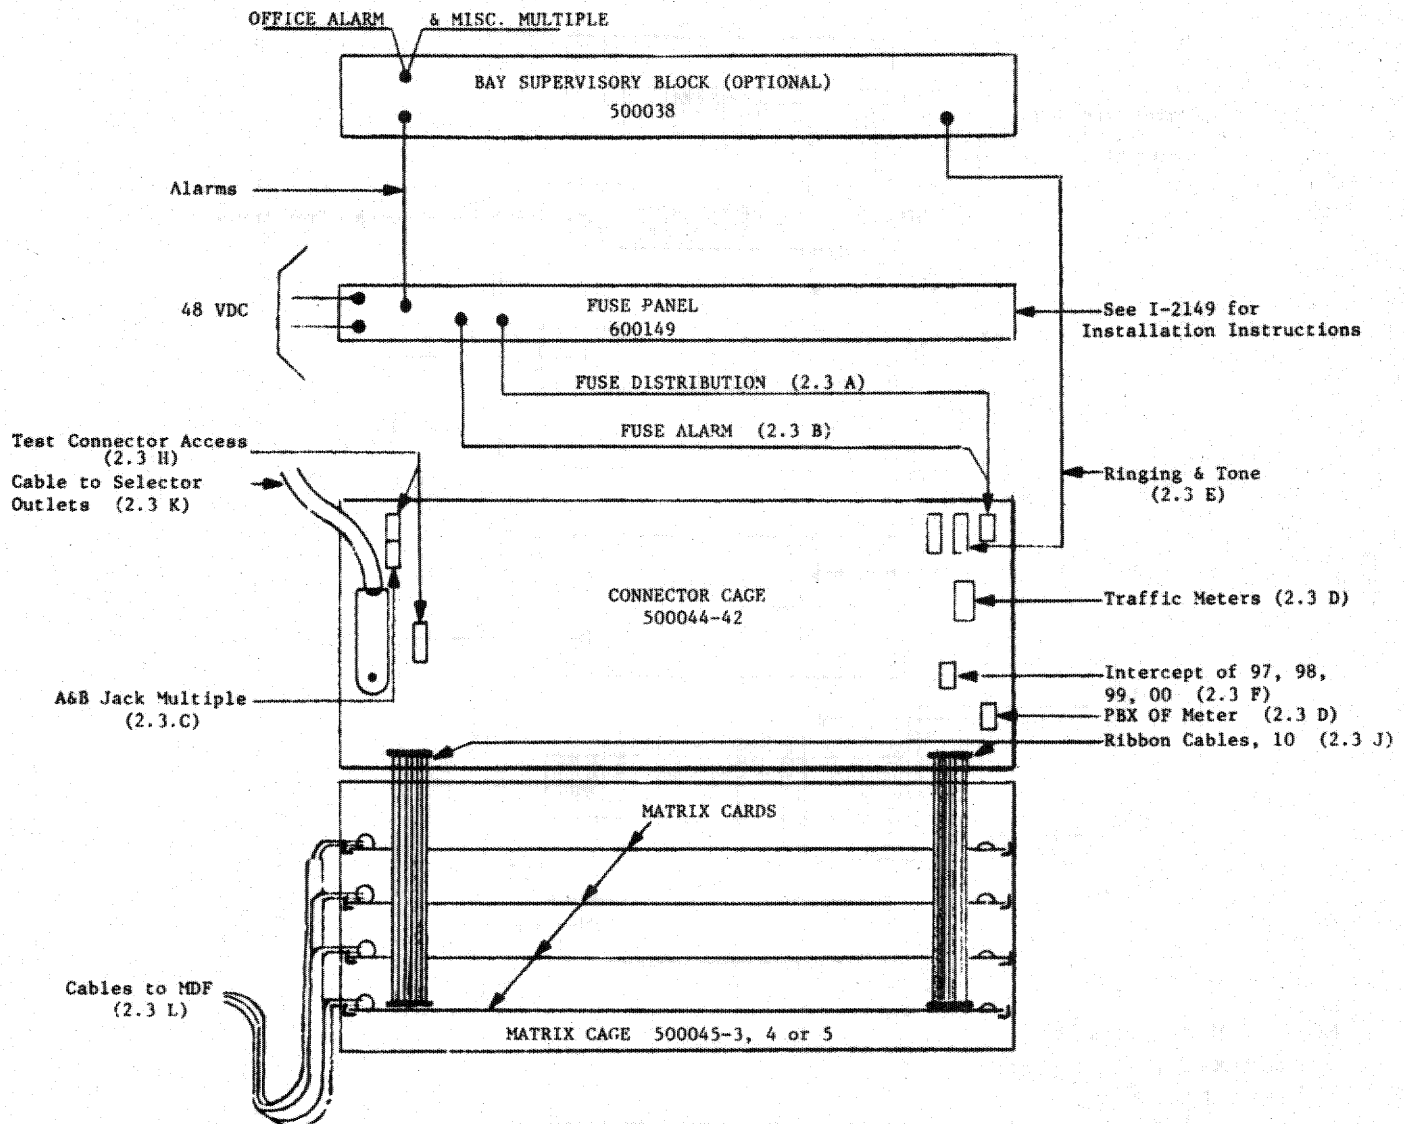 OFFICE ALARM & MISC. MULTIPLE
BAY SUPERVISORY BLOCK (OPTIONAL)
500038
Alarms
48 VDC
FUSE PANEL
600149
See I-2149 for
Installation Instructions
FUSE DISTRIBUTION (2.3 A)
FUSE ALARM (2.3 B)
Test Connector Access
(2.3 H)
Cable to Selector
Outlets (2.3 K)
Ringing & Tone
(2.3 E)
CONNECTOR CAGE
500044-42
Traffic Meters (2.3 D)
A&B Jack Multiple
(2.3.C)
Intercept of 97, 98,
99, 00 (2.3 F)
PBX OF Meter (2.3 D)
Ribbon Cables, 10 (2.3 J)
MATRIX CARDS
Cables to MDF
(2.3 L)
MATRIX CAGE 500045-3, 4 or 5